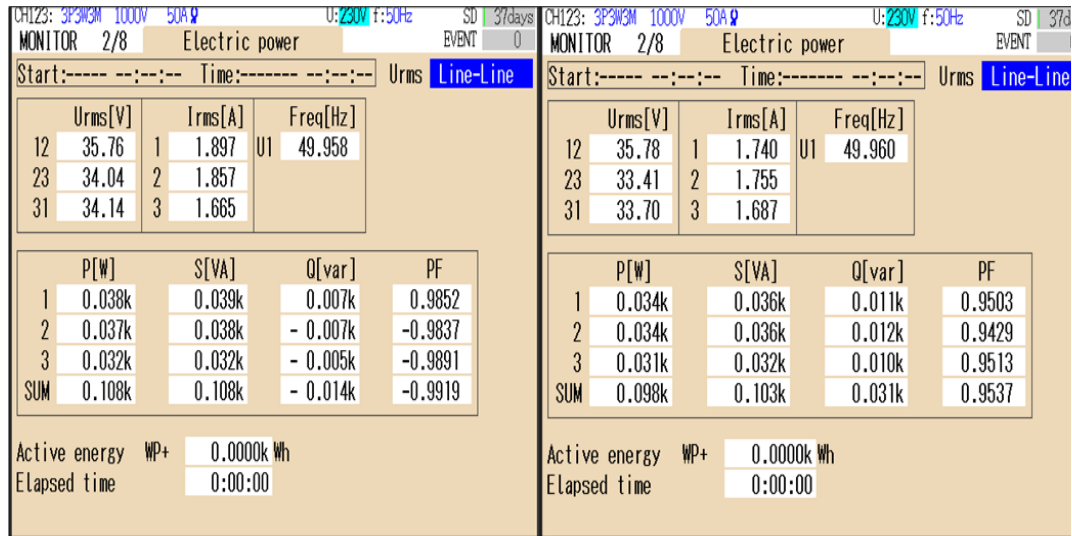 CH123: 3P3W3M 1000V 50A U:230V f:50Hz SD 37days
MONITOR 2/8 Electric power EVENT 0
Start:----- --:--:-- Time:------- --:--:-- Urms Line-Line
Urms[V] Irms[A] Freq[Hz]
12 35.76 1 1.897 U1 49.958
23 34.04 2 1.857
31 34.14 3 1.665
P[W] S[VA] Q[var] PF
1 0.038k 0.039k 0.007k 0.9852
2 0.037k 0.038k - 0.007k -0.9837
3 0.032k 0.032k - 0.005k -0.9891
SUM 0.108k 0.108k - 0.014k -0.9919
Active energy WP+ 0.0000k Wh
Elapsed time 0:00:00
CH123: 3P3W3M 1000V 50A U:230V f:50Hz SD 37d
MONITOR 2/8 Electric power EVENT
Start:----- --:--:-- Time:------- --:--:-- Urms Line-Line
Urms[V] Irms[A] Freq[Hz]
12 35.78 1 1.740 U1 49.960
23 33.41 2 1.755
31 33.70 3 1.687
P[W] S[VA] Q[var] PF
1 0.034k 0.036k 0.011k 0.9503
2 0.034k 0.036k 0.012k 0.9429
3 0.031k 0.032k 0.010k 0.9513
SUM 0.098k 0.103k 0.031k 0.9537
Active energy WP+ 0.0000k Wh
Elapsed time 0:00:00